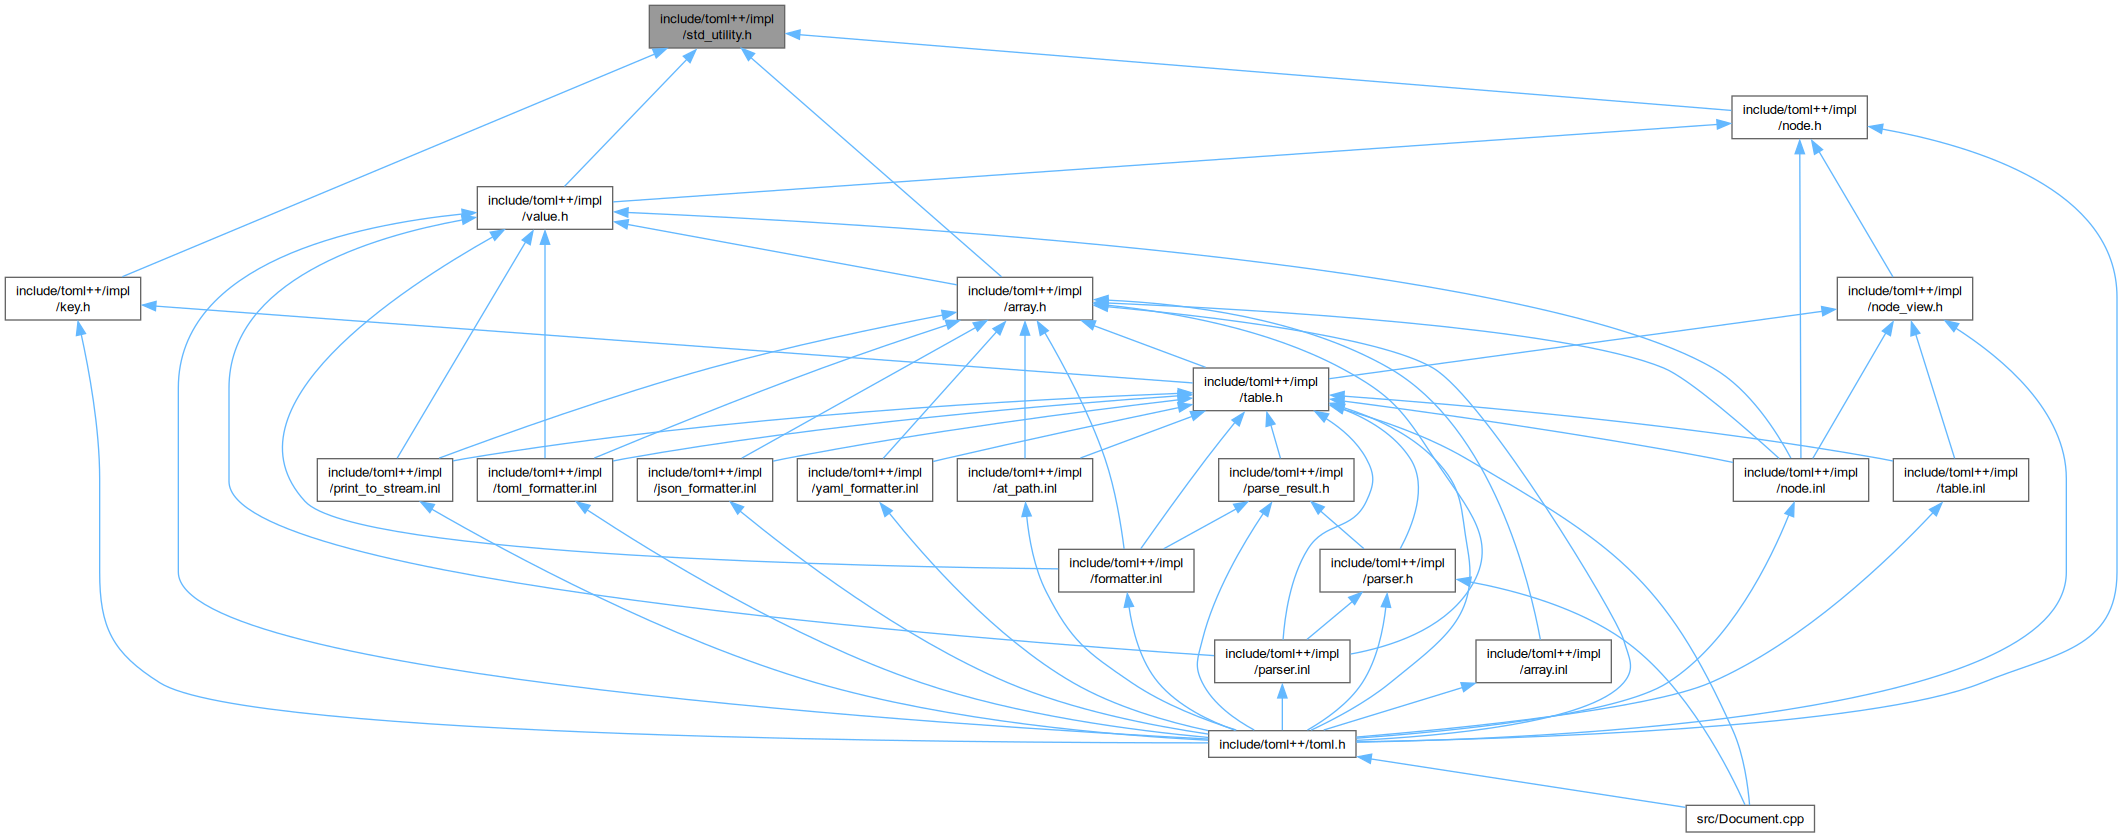 include/toml++/impl
/std_utility.h
include/toml++/impl
/node.h
include/toml++/impl
/value.h
include/toml++/impl
/key.h
include/toml++/impl
/array.h
include/toml++/impl
/node_view.h
include/toml++/impl
/table.h
include/toml++/impl
/print_to_stream.inl
include/toml++/impl
/toml_formatter.inl
include/toml++/impl
/json_formatter.inl
include/toml++/impl
/yaml_formatter.inl
include/toml++/impl
/at_path.inl
include/toml++/impl
/parse_result.h
include/toml++/impl
/node.inl
include/toml++/impl
/table.inl
include/toml++/impl
/formatter.inl
include/toml++/impl
/parser.h
include/toml++/impl
/parser.inl
include/toml++/impl
/array.inl
include/toml++/toml.h
src/Document.cpp